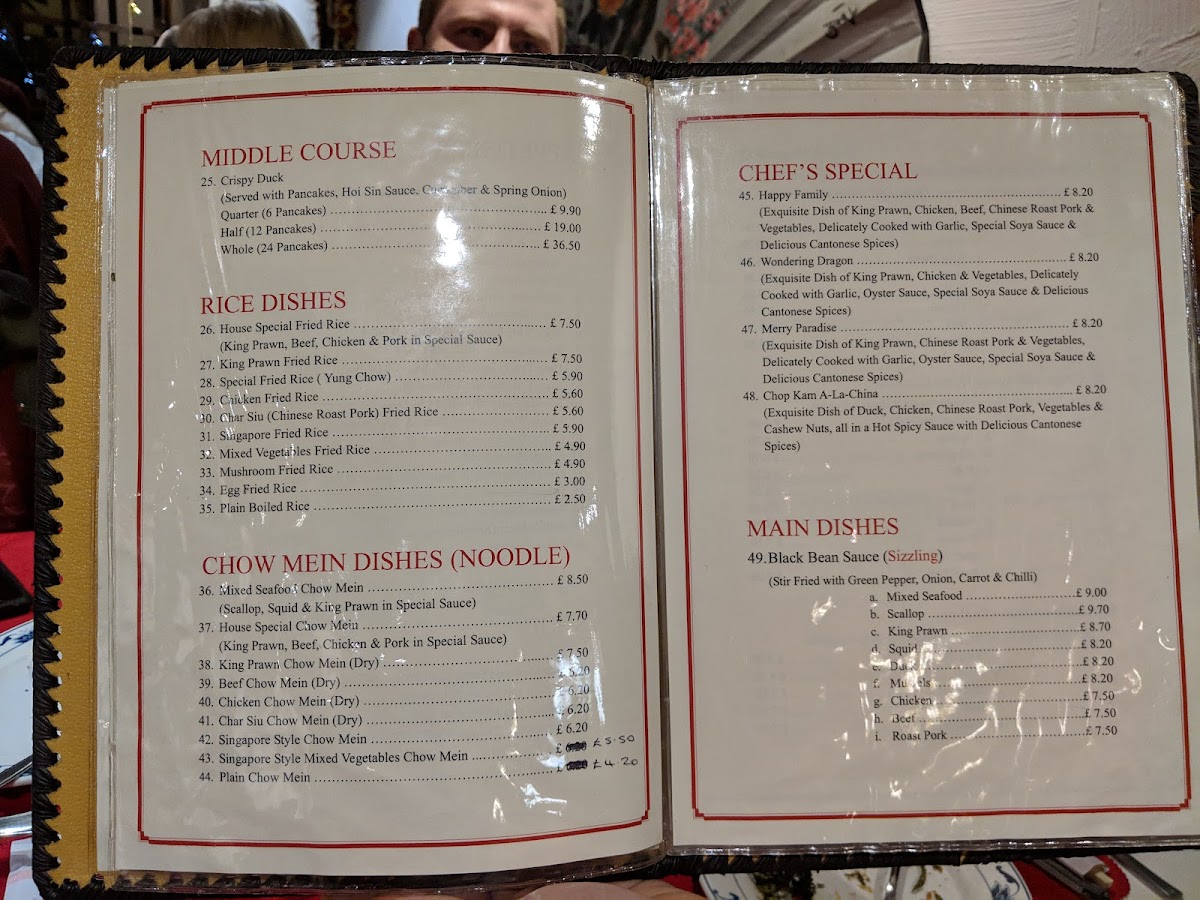 MIDDLE COURSE
25. Crispy Duck
(Served with Pancakes, Hoi Sin Sauce, Cucumber & Spring Onion)
Quarter (6 Pancakes) £ 9.90
Half (12 Pancakes) £ 19.00
Whole (24 Pancakes) £ 36.50
RICE DISHES
26. House Special Fried Rice £ 7.50
(King Prawn, Beef, Chicken & Pork in Special Sauce)
27. King Prawn Fried Rice £ 7.50
28. Special Fried Rice ( Yung Chow) £ 5.90
29. Chicken Fried Rice £ 5.60
30. Char Siu (Chinese Roast Pork) Fried Rice £ 5.60
31. Singapore Fried Rice £ 5.90
32. Mixed Vegetables Fried Rice £ 4.90
33. Mushroom Fried Rice £ 4.90
34. Egg Fried Rice £ 3.00
35. Plain Boiled Rice £ 2.50
CHOW MEIN DISHES (NOODLE)
36. Mixed Seafood Chow Mein £ 8.50
(Scallop, Squid & King Prawn in Special Sauce)
37. House Special Chow Mein £ 7.70
(King Prawn, Beef, Chicken & Pork in Special Sauce)
38. King Prawn Chow Mein (Dry) £ 7.50
39. Beef Chow Mein (Dry) £ 6.20
40. Chicken Chow Mein (Dry) £ 6.20
41. Char Siu Chow Mein (Dry) £ 6.20
42. Singapore Style Chow Mein £ 6.20
43. Singapore Style Mixed Vegetables Chow Mein £ £5.50
44. Plain Chow Mein £ £4.20
CHEF'S SPECIAL
45. Happy Family £ 8.20
(Exquisite Dish of King Prawn, Chicken, Beef, Chinese Roast Pork &
Vegetables, Delicately Cooked with Garlic, Special Soya Sauce &
Delicious Cantonese Spices)
46. Wondering Dragon £ 8.20
(Exquisite Dish of King Prawn, Chicken & Vegetables, Delicately
Cooked with Garlic, Oyster Sauce, Special Soya Sauce & Delicious
Cantonese Spices)
47. Merry Paradise £ 8.20
(Exquisite Dish of King Prawn, Chinese Roast Pork & Vegetables,
Delicately Cooked with Garlic, Oyster Sauce, Special Soya Sauce &
Delicious Cantonese Spices)
48. Chop Kam A-La-China £ 8.20
(Exquisite Dish of Duck, Chicken, Chinese Roast Pork, Vegetables &
Cashew Nuts, all in a Hot Spicy Sauce with Delicious Cantonese
Spices)
MAIN DISHES
49. Black Bean Sauce (Sizzling)
(Stir Fried with Green Pepper, Onion, Carrot & Chilli)
a. Mixed Seafood £ 9.00
b. Scallop £ 9.70
c. King Prawn £ 8.70
d. Squid £ 8.20
e. Duck £ 8.20
f. Mussels £ 8.20
g. Chicken £ 7.50
h. Beef £ 7.50
i. Roast Pork £ 7.50